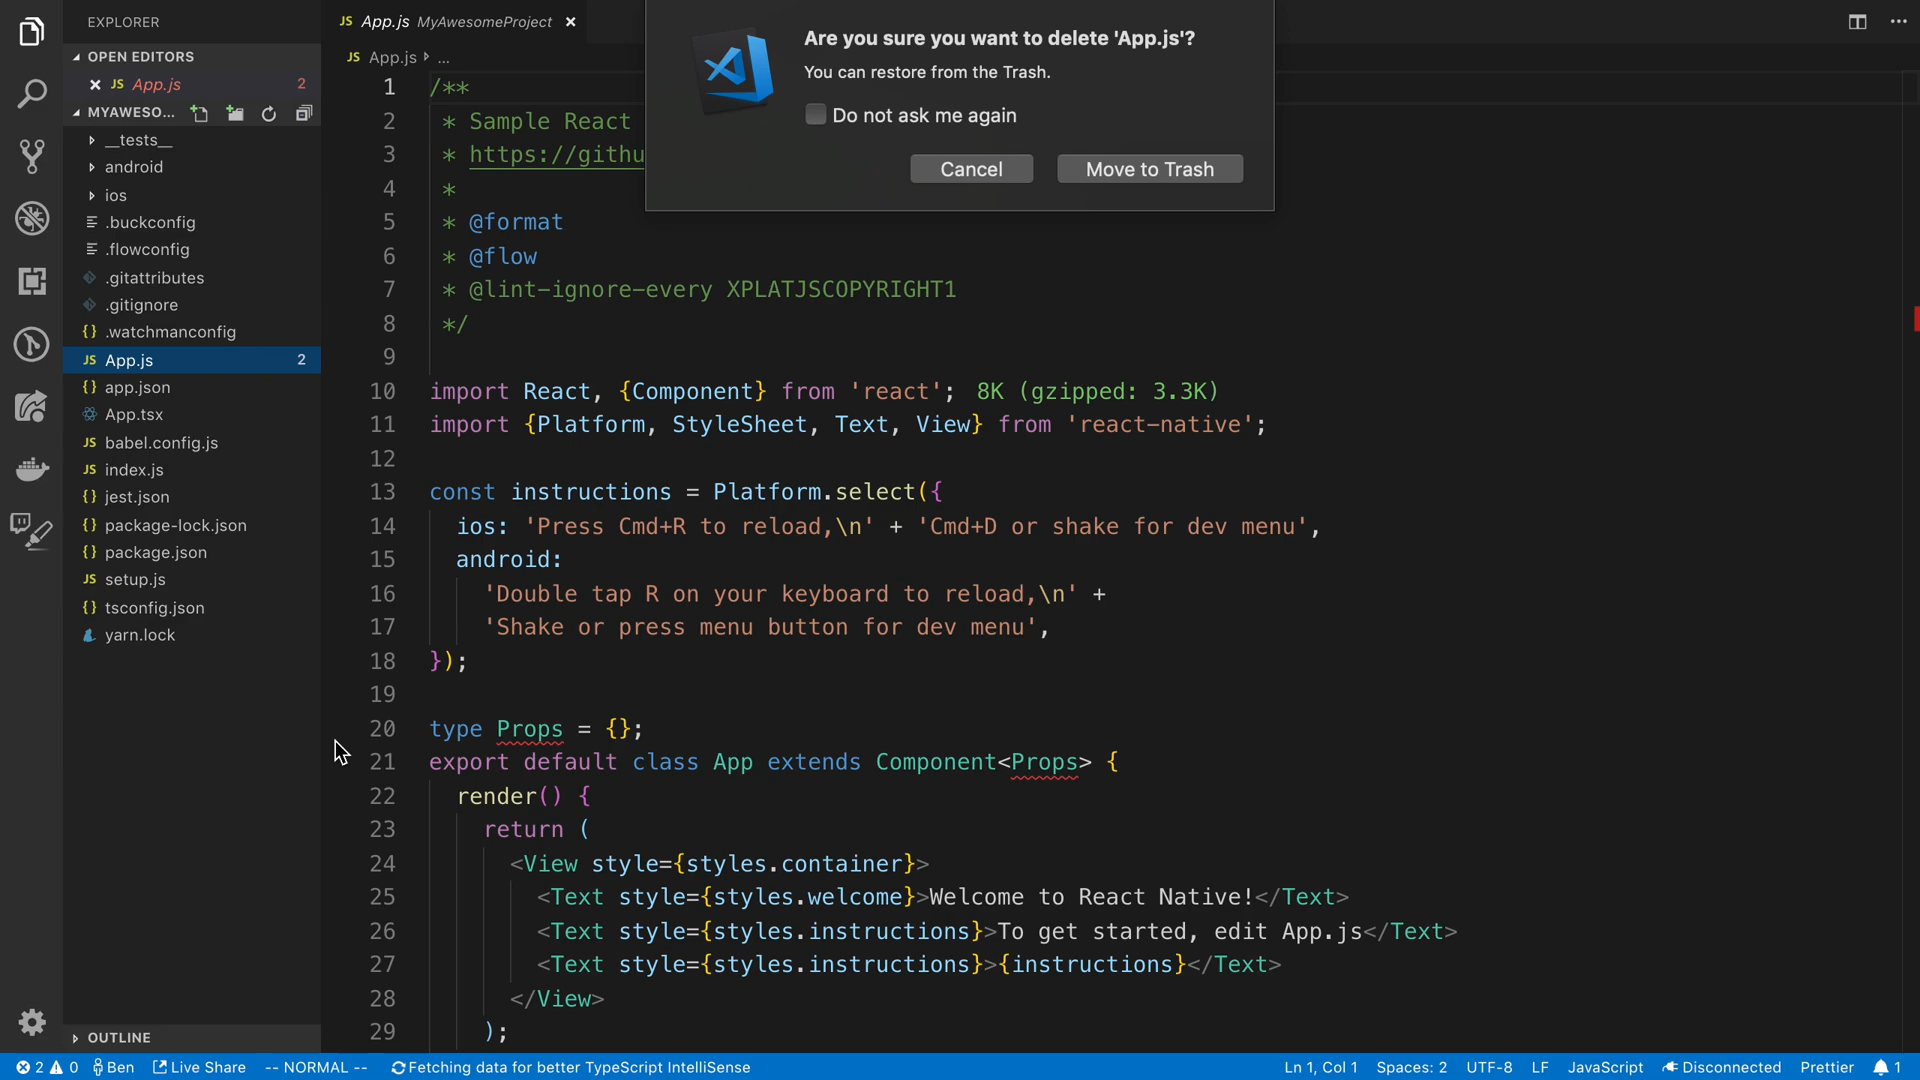 EXPLORER
OPEN EDITORS
JS App.js 2
MYAWESO...
__tests__
android
ios
.buckconfig
.flowconfig
.gitattributes
.gitignore
{} .watchmanconfig
JS App.js 2
{} app.json
App.tsx
JS babel.config.js
JS index.js
{} jest.json
{} package-lock.json
{} package.json
JS setup.js
{} tsconfig.json
yarn.lock
OUTLINE
JS App.js MyAwesomeProject
JS App.js ...
Are you sure you want to delete 'App.js'?
You can restore from the Trash.
Do not ask me again
Cancel Move to Trash
1 /**
2 * Sample React
3 * https://githu
4 *
5 * @format
6 * @flow
7 * @lint-ignore-every XPLATJSCOPYRIGHT1
8 */
9
10 import React, {Component} from 'react'; 8K (gzipped: 3.3K)
11 import {Platform, StyleSheet, Text, View} from 'react-native';
12
13 const instructions = Platform.select({
14 ios: 'Press Cmd+R to reload,\n' + 'Cmd+D or shake for dev menu',
15 android:
16 'Double tap R on your keyboard to reload,\n' +
17 'Shake or press menu button for dev menu',
18 });
19
20 type Props = {};
21 export default class App extends Component<Props> {
22 render() {
23 return (
24 <View style={styles.container}>
25 <Text style={styles.welcome}>Welcome to React Native!</Text>
26 <Text style={styles.instructions}>To get started, edit App.js</Text>
27 <Text style={styles.instructions}>{instructions}</Text>
28 </View>
29 );
2 0 Ben Live Share -- NORMAL -- Fetching data for better TypeScript IntelliSense Ln 1, Col 1 Spaces: 2 UTF-8 LF JavaScript Disconnected Prettier 1